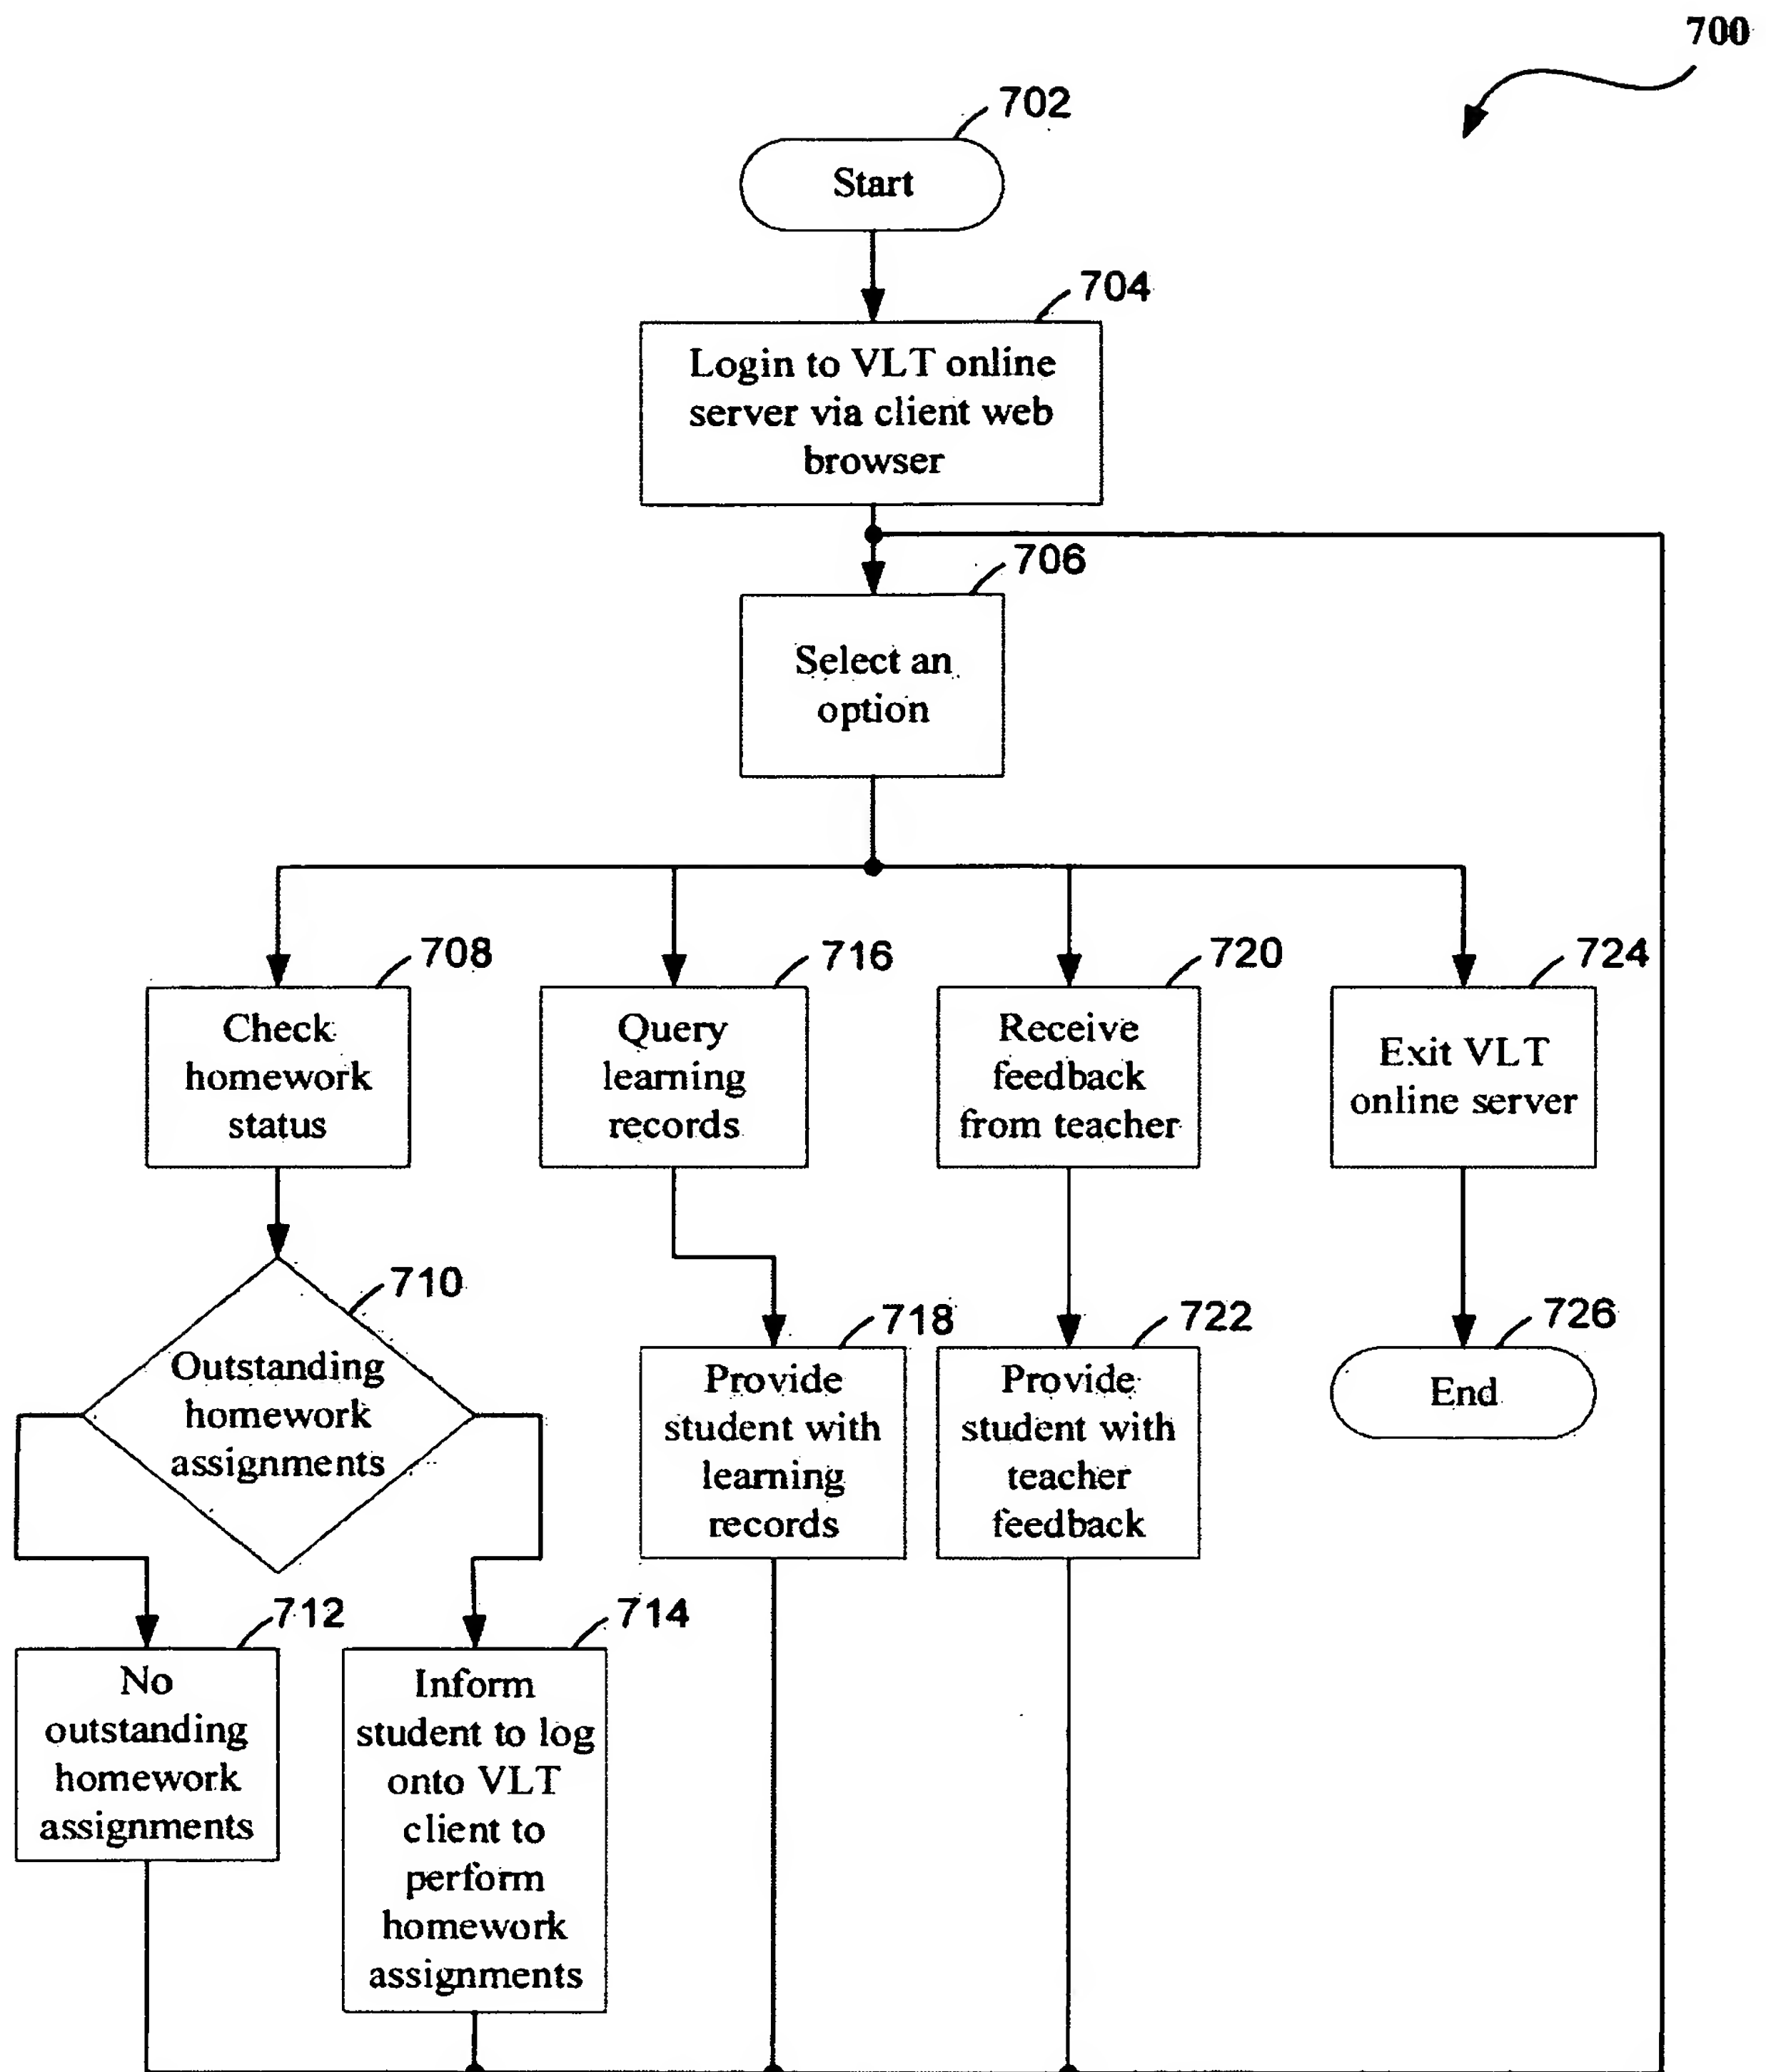 700
702
Start
704
Login to VLT online
server via client web
browser
706
Select an
option
708
Check
homework
status
716
Query
learning
records
720
Receive
feedback
from teacher
724
Exit VLT
online server
710
Outstanding
homework
assignments
718
Provide
student with
learning
records
722
Provide
student with
teacher
feedback
726
End
712
No
outstanding
homework
assignments
714
Inform
student to log
onto VLT
client to
perform
homework
assignments